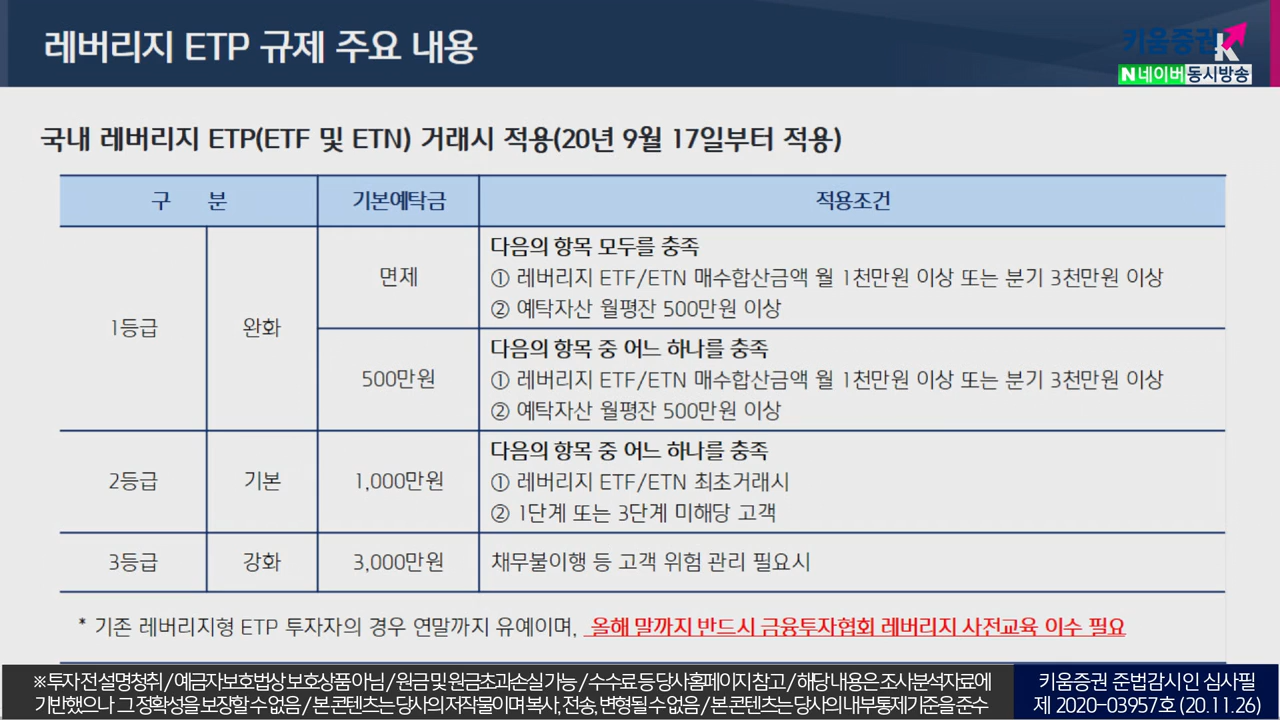 레버리지 ETP 규제 주요 내용
키움증권
N 네이버 동시방송
국내 레버리지 ETP(ETF 및 ETN) 거래시 적용(20년 9월 17일부터 적용)
구 분
기본예탁금
적용조건
1등급
완화
면제
다음의 항목 모두를 충족
① 레버리지 ETF/ETN 매수합산금액 월 1천만원 이상 또는 분기 3천만원 이상
② 예탁자산 월평잔 500만원 이상
500만원
다음의 항목 중 어느 하나를 충족
① 레버리지 ETF/ETN 매수합산금액 월 1천만원 이상 또는 분기 3천만원 이상
② 예탁자산 월평잔 500만원 이상
2등급
기본
1,000만원
다음의 항목 중 어느 하나를 충족
① 레버리지 ETF/ETN 최초거래시
② 1단계 또는 3단계 미해당 고객
3등급
강화
3,000만원
채무불이행 등 고객 위험 관리 필요시
* 기존 레버리지형 ETP 투자자의 경우 연말까지 유예이며, 올해 말까지 반드시 금융투자협회 레버리지 사전교육 이수 필요
※ 투자 전 설명청취 / 예금자보호법상 보호상품 아님 / 원금 및 원금초과손실 가능 / 수수료 등 당사홈페이지 참고 / 해당 내용은 조사분석자료에
기반했으나 그 정확성을 보장할 수 없음 / 본 콘텐츠는 당사의 저작물이며 복사, 전송, 변형될 수 없음 / 본 콘텐츠는 당사의 내부통제기준을 준수
키움증권 준법감시인 심사필
제 2020-03957호 (20.11.26)